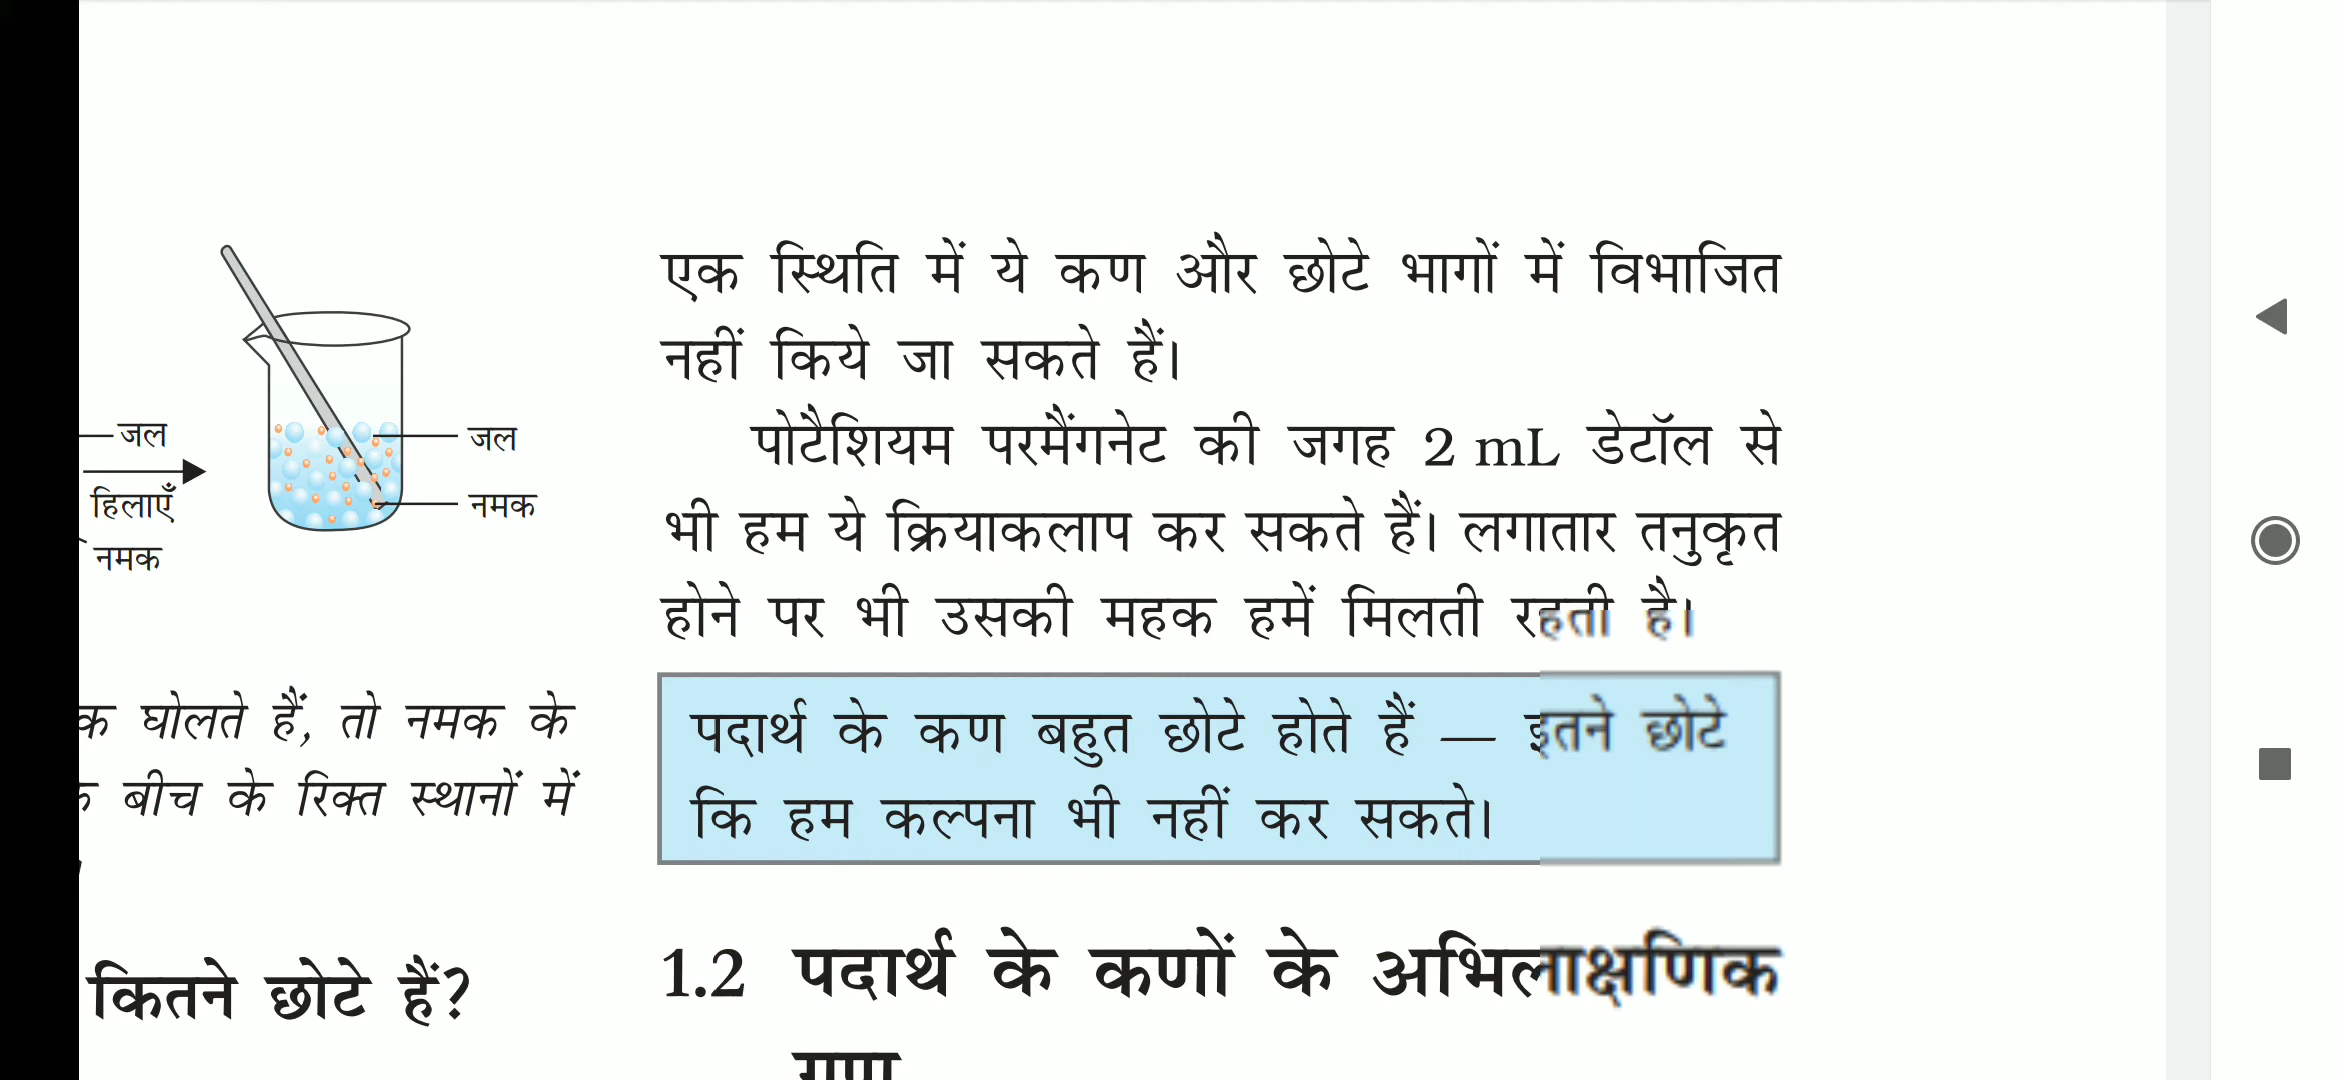 जल
हिलाएँ
नमक
जल
नमक
क घोलते हैं, तो नमक के
बीच के रिक्त स्थानों में
कितने छोटे हैं?
एक स्थिति में ये कण और छोटे भागों में विभाजित
नहीं किये जा सकते हैं।
पोटैशियम परमैंगनेट की जगह 2 mL डेटॉल से
भी हम ये क्रियाकलाप कर सकते हैं। लगातार तनुकृत
होने पर भी उसकी महक हमें मिलती रहती है।
पदार्थ के कण बहुत छोटे होते हैं — इतने छोटे
कि हम कल्पना भी नहीं कर सकते।
1.2 पदार्थ के कणों के अभिलाक्षणिक